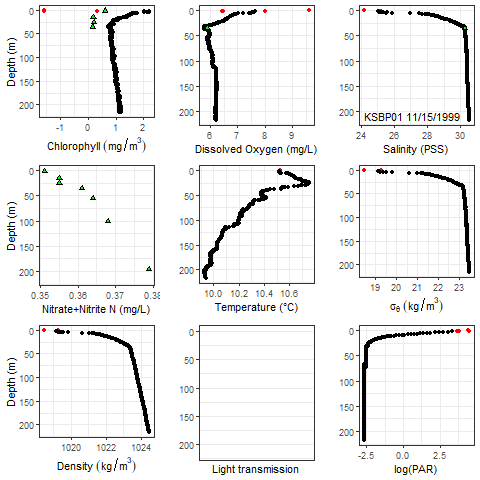 Depth (m)
0
50
100
150
200
-1 0 1 2
Chlorophyll (mg/m³)
0
50
100
150
200
6 7 8 9
Dissolved Oxygen (mg/L)
0
50
100
150
200
KSBP01 11/15/1999
24 26 28 30
Salinity (PSS)
Depth (m)
0
50
100
150
200
0.35 0.36 0.37 0.38
Nitrate+Nitrite N (mg/L)
0
50
100
150
200
10.0 10.2 10.4 10.6
Temperature (°C)
0
50
100
150
200
19 20 21 22 23
σθ (kg/m³)
Depth (m)
0
50
100
150
200
1020 1022 1024
Density (kg/m³)
0
50
100
150
200
Light transmission
0
50
100
150
200
-2.5 0.0 2.5
log(PAR)